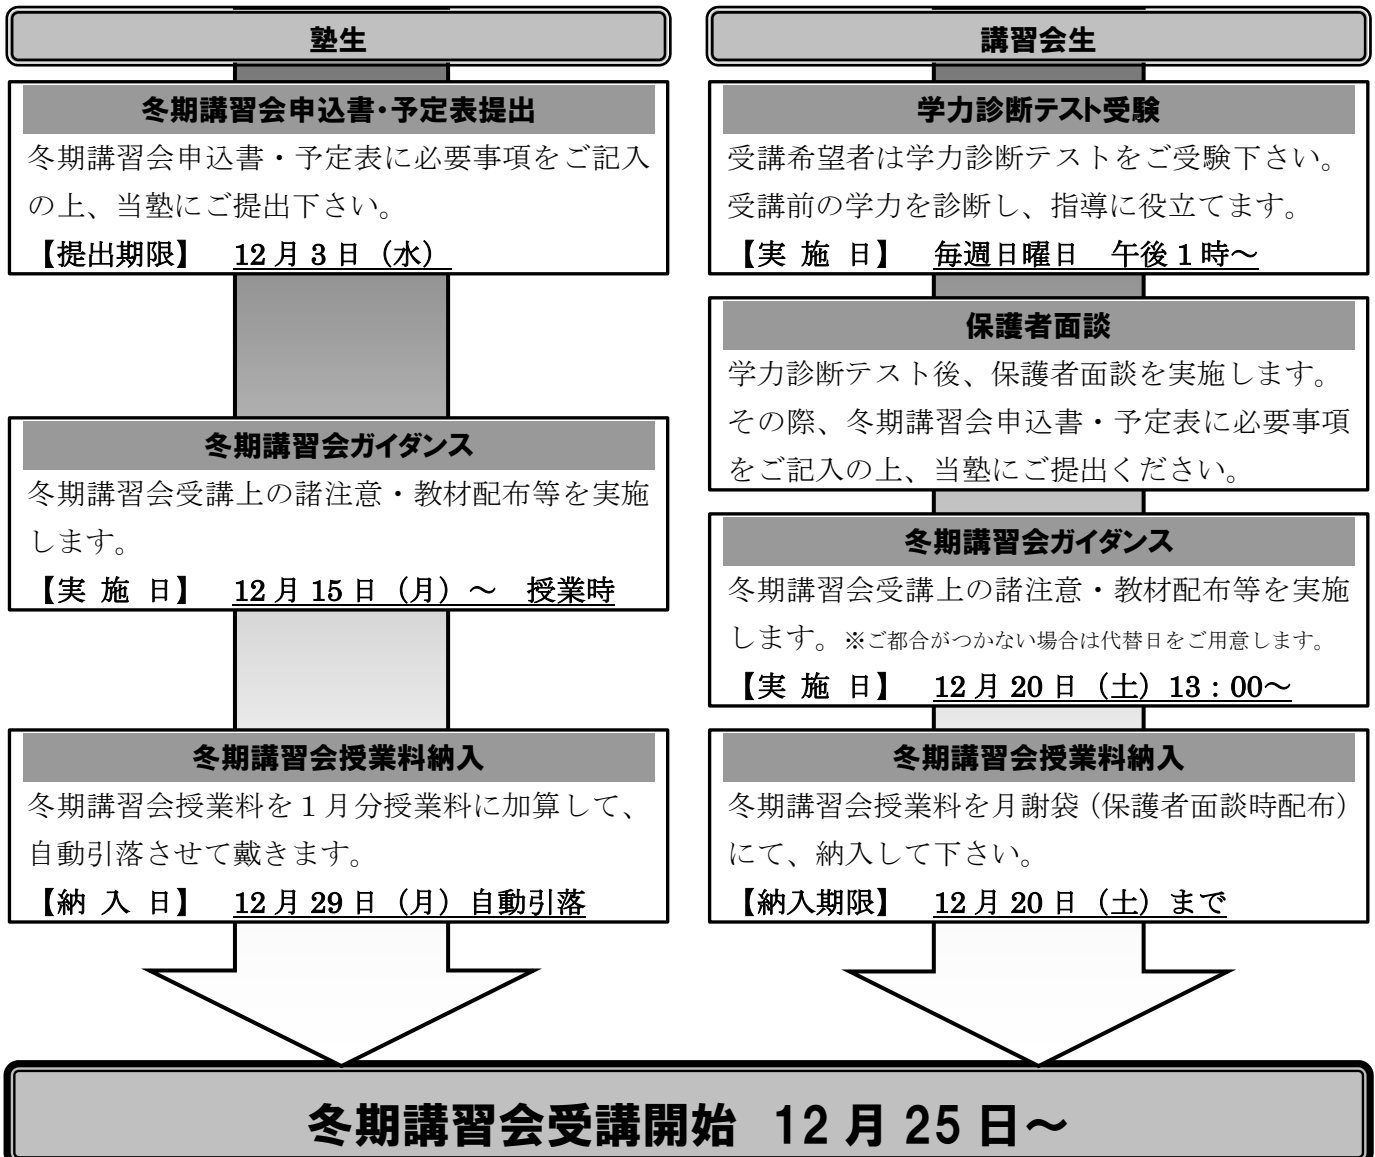 塾生
冬期講習会申込書・予定表提出
冬期講習会申込書・予定表に必要事項をご記入
の上、当塾にご提出下さい。
【提出期限】 12月3日（水）
冬期講習会ガイダンス
冬期講習会受講上の諸注意・教材配布等を実施
します。
【実 施 日】 12月15日（月）～ 授業時
冬期講習会授業料納入
冬期講習会授業料を１月分授業料に加算して、
自動引落させて戴きます。
【納 入 日】 12月29日（月）自動引落
講習会生
学力診断テスト受験
受講希望者は学力診断テストをご受験下さい。
受講前の学力を診断し、指導に役立てます。
【実 施 日】 毎週日曜日 午後1時～
保護者面談
学力診断テスト後、保護者面談を実施します。
その際、冬期講習会申込書・予定表に必要事項
をご記入の上、当塾にご提出ください。
冬期講習会ガイダンス
冬期講習会受講上の諸注意・教材配布等を実施
します。※ご都合がつかない場合は代替日をご用意します。
【実 施 日】 12月20日（土）13：00～
冬期講習会授業料納入
冬期講習会授業料を月謝袋（保護者面談時配布）
にて、納入して下さい。
【納入期限】 12月20日（土）まで
冬期講習会受講開始 12月25日～